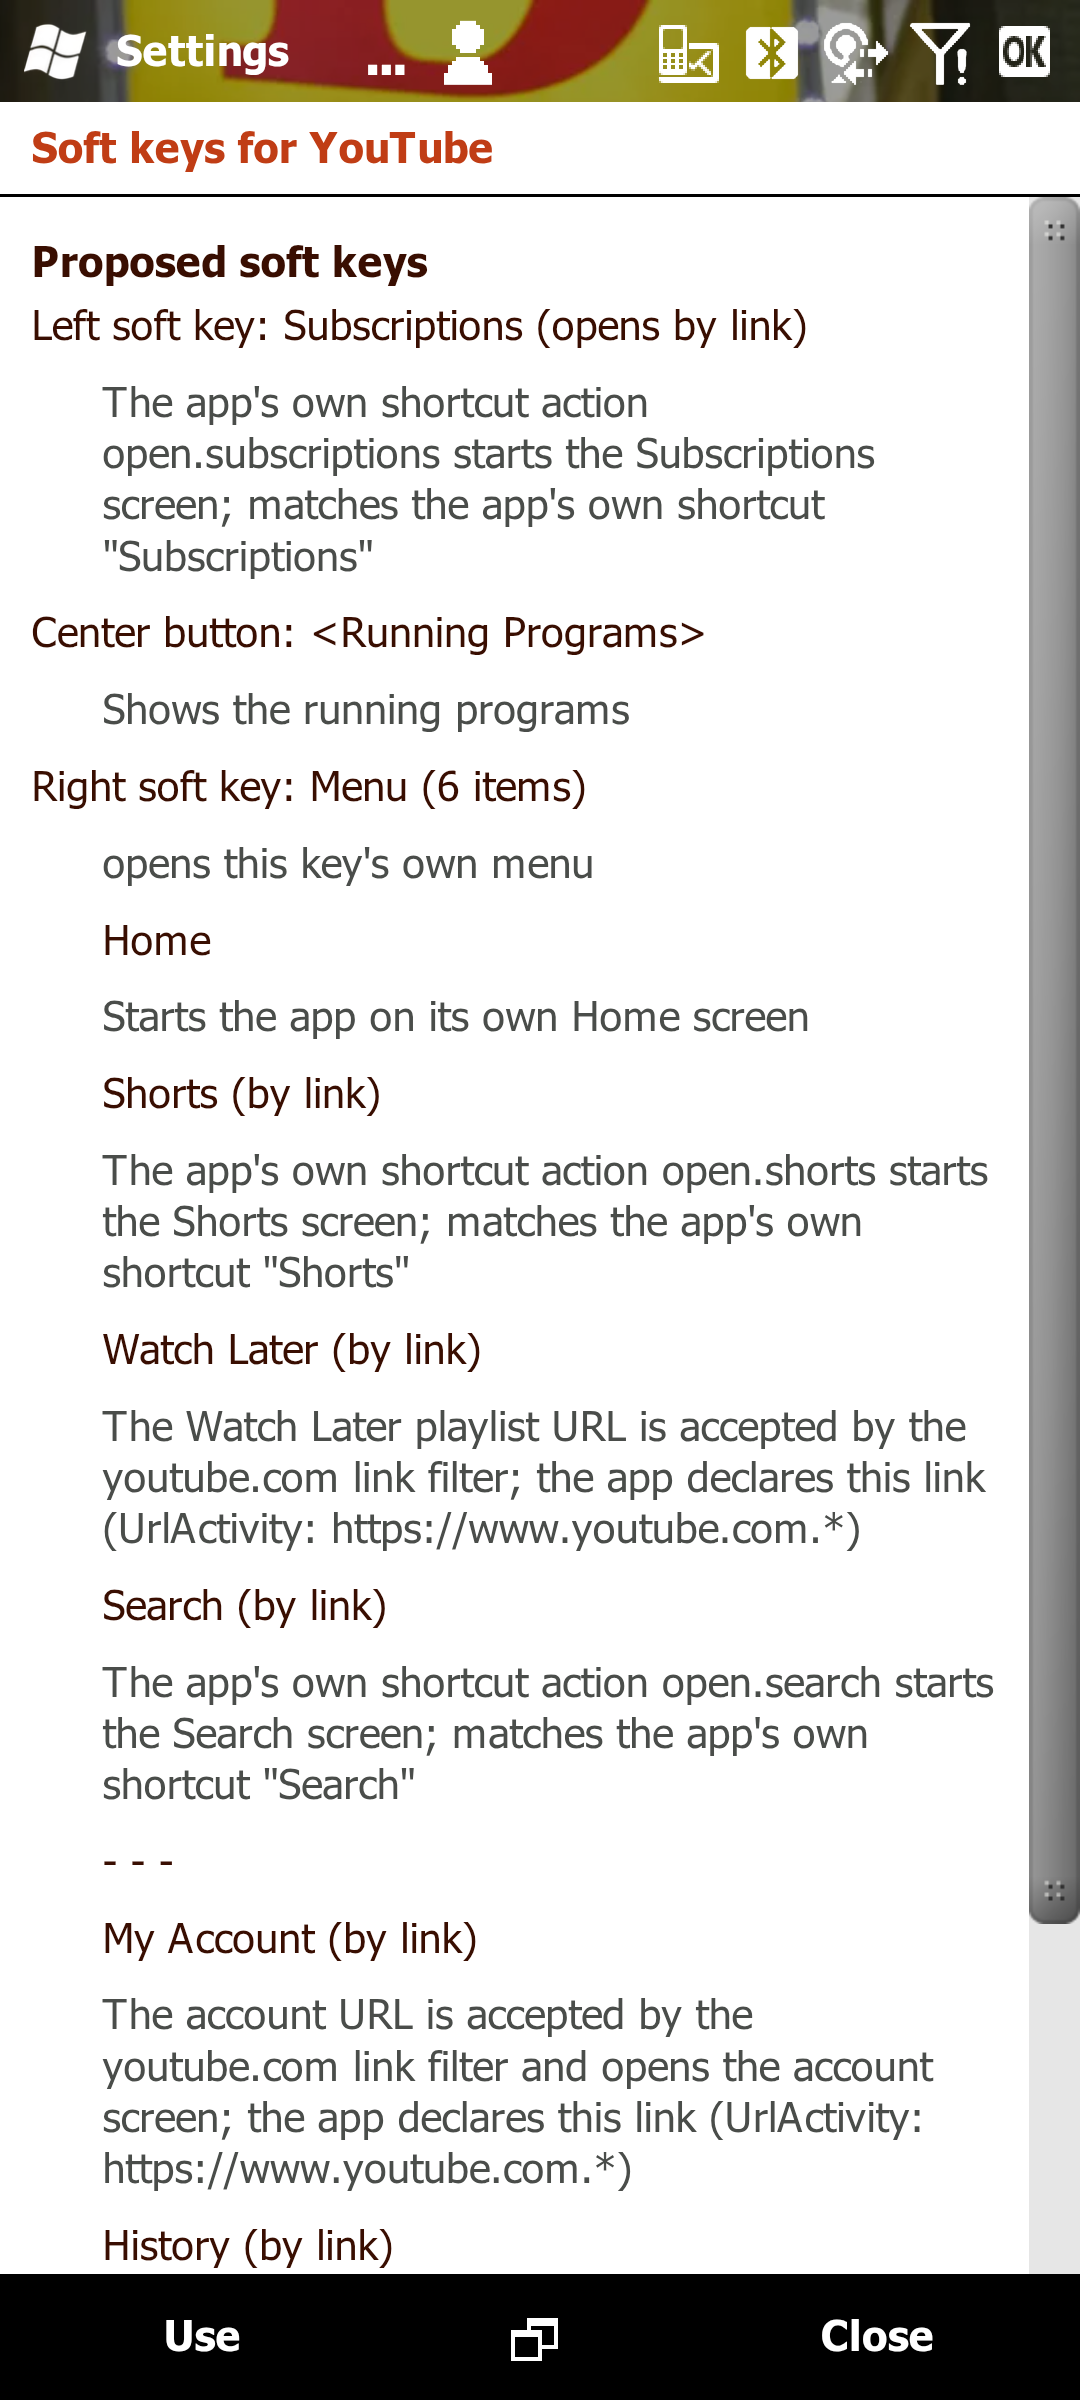 Settings ... OK
Soft keys for YouTube
Proposed soft keys
Left soft key: Subscriptions (opens by link)
The app's own shortcut action
open.subscriptions starts the Subscriptions
screen; matches the app's own shortcut
"Subscriptions"
Center button: <Running Programs>
Shows the running programs
Right soft key: Menu (6 items)
opens this key's own menu
Home
Starts the app on its own Home screen
Shorts (by link)
The app's own shortcut action open.shorts starts
the Shorts screen; matches the app's own
shortcut "Shorts"
Watch Later (by link)
The Watch Later playlist URL is accepted by the
youtube.com link filter; the app declares this link
(UrlActivity: https://www.youtube.com.*)
Search (by link)
The app's own shortcut action open.search starts
the Search screen; matches the app's own
shortcut "Search"
- - -
My Account (by link)
The account URL is accepted by the
youtube.com link filter and opens the account
screen; the app declares this link (UrlActivity:
https://www.youtube.com.*)
History (by link)
Use Close